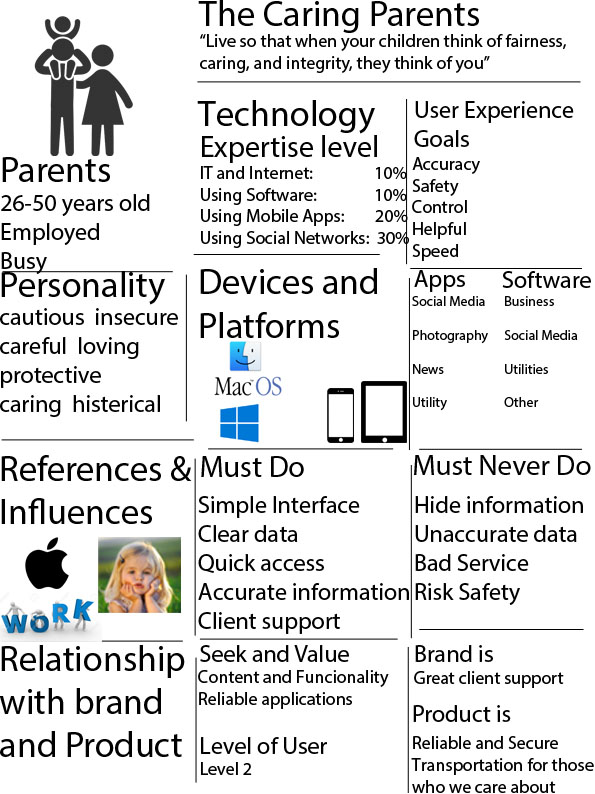 The Caring Parents
“Live so that when your children think of fairness,
caring, and integrity, they think of you”
Parents
26-50 years old
Employed
Busy
Technology
Expertise level
IT and Internet: 10%
Using Software: 10%
Using Mobile Apps: 20%
Using Social Networks: 30%
User Experience
Goals
Accuracy
Safety
Control
Helpful
Speed
Personality
cautious insecure
careful loving
protective
caring histerical
Devices and
Platforms
Mac OS
Apps
Social Media
Photography
News
Utility
Software
Business
Social Media
Utilities
Other
References &
Influences
WORK
Must Do
Simple Interface
Clear data
Quick access
Accurate information
Client support
Must Never Do
Hide information
Unaccurate data
Bad Service
Risk Safety
Relationship
with brand
and Product
Seek and Value
Content and Funcionality
Reliable applications
Level of User
Level 2
Brand is
Great client support
Product is
Reliable and Secure
Transportation for those
who we care about